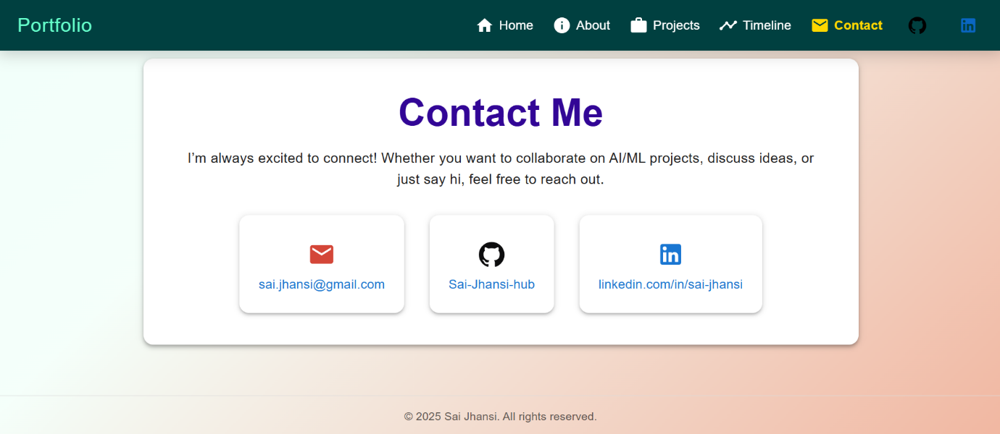 Portfolio
Home
About
Projects
Timeline
Contact
Contact Me
I’m always excited to connect! Whether you want to collaborate on AI/ML projects, discuss ideas, or
just say hi, feel free to reach out.
sai.jhansi@gmail.com
Sai-Jhansi-hub
linkedin.com/in/sai-jhansi
© 2025 Sai Jhansi. All rights reserved.